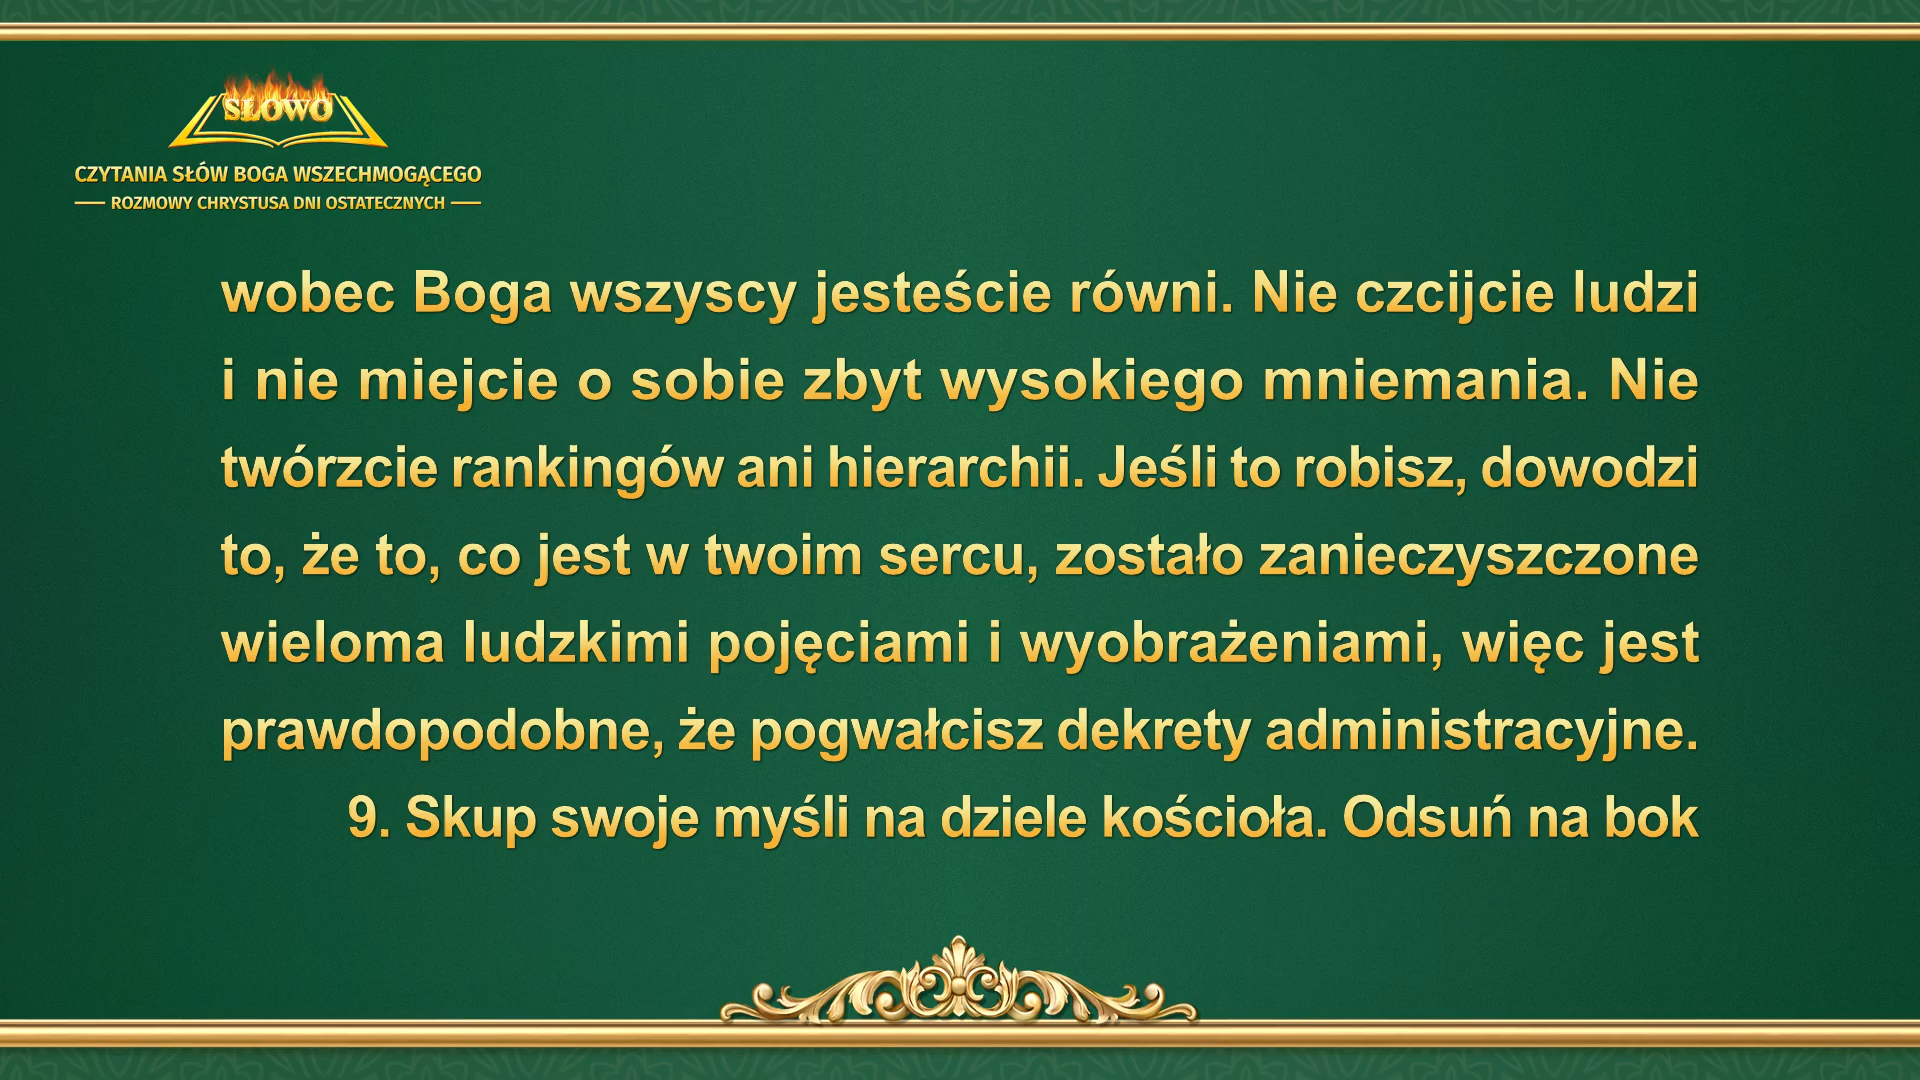 SŁOWO
CZYTANIA SŁÓW BOGA WSZECHMOGĄCEGO
ROZMOWY CHRYSTUSA DNI OSTATECZNYCH
wobec Boga wszyscy jesteście równi. Nie czcijcie ludzi
i nie miejcie o sobie zbyt wysokiego mniemania. Nie
twórzcie rankingów ani hierarchii. Jeśli to robisz, dowodzi
to, że to, co jest w twoim sercu, zostało zanieczyszczone
wieloma ludzkimi pojęciami i wyobrażeniami, więc jest
prawdopodobne, że pogwałcisz dekrety administracyjne.
9. Skup swoje myśli na dziele kościoła. Odsuń na bok